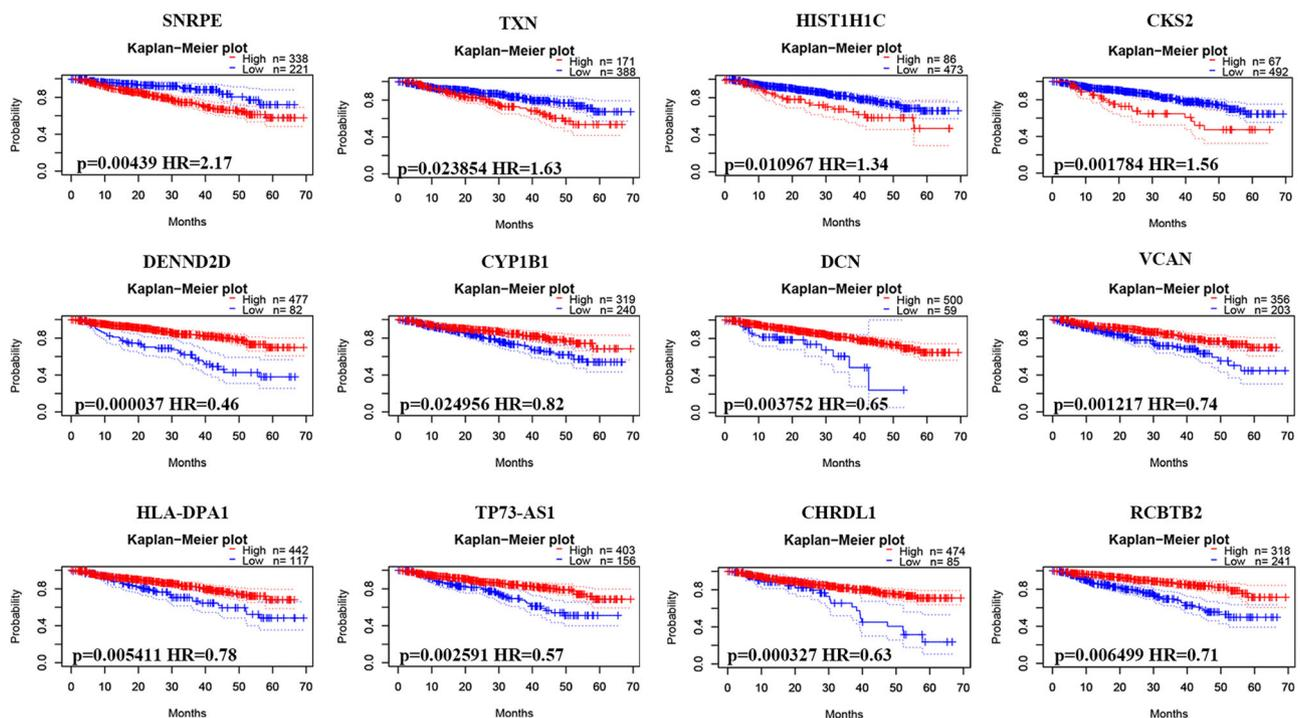 SNRPE
Kaplan-Meier plot
High n= 338
Low n= 221
Probability
0.0 0.4 0.8
p=0.00439 HR=2.17
0 10 20 30 40 50 60 70
Months
TXN
Kaplan-Meier plot
High n= 171
Low n= 388
Probability
0.0 0.4 0.8
p=0.023854 HR=1.63
0 10 20 30 40 50 60 70
Months
HIST1H1C
Kaplan-Meier plot
High n= 86
Low n= 473
Probability
0.0 0.4 0.8
p=0.010967 HR=1.34
0 10 20 30 40 50 60 70
Months
CKS2
Kaplan-Meier plot
High n= 67
Low n= 492
Probability
0.0 0.4 0.8
p=0.001784 HR=1.56
0 10 20 30 40 50 60 70
Months
DENND2D
Kaplan-Meier plot
High n= 477
Low n= 82
Probability
0.0 0.4 0.8
p=0.000037 HR=0.46
0 10 20 30 40 50 60 70
Months
CYP1B1
Kaplan-Meier plot
High n= 319
Low n= 240
Probability
0.0 0.4 0.8
p=0.024956 HR=0.82
0 10 20 30 40 50 60 70
Months
DCN
Kaplan-Meier plot
High n= 500
Low n= 59
Probability
0.0 0.4 0.8
p=0.003752 HR=0.65
0 10 20 30 40 50 60 70
Months
VCAN
Kaplan-Meier plot
High n= 356
Low n= 203
Probability
0.0 0.4 0.8
p=0.001217 HR=0.74
0 10 20 30 40 50 60 70
Months
HLA-DPA1
Kaplan-Meier plot
High n= 442
Low n= 117
Probability
0.0 0.4 0.8
p=0.005411 HR=0.78
0 10 20 30 40 50 60 70
Months
TP73-AS1
Kaplan-Meier plot
High n= 403
Low n= 156
Probability
0.0 0.4 0.8
p=0.002591 HR=0.57
0 10 20 30 40 50 60 70
Months
CHRDL1
Kaplan-Meier plot
High n= 474
Low n= 85
Probability
0.0 0.4 0.8
p=0.000327 HR=0.63
0 10 20 30 40 50 60 70
Months
RCBTB2
Kaplan-Meier plot
High n= 318
Low n= 241
Probability
0.0 0.4 0.8
p=0.006499 HR=0.71
0 10 20 30 40 50 60 70
Months